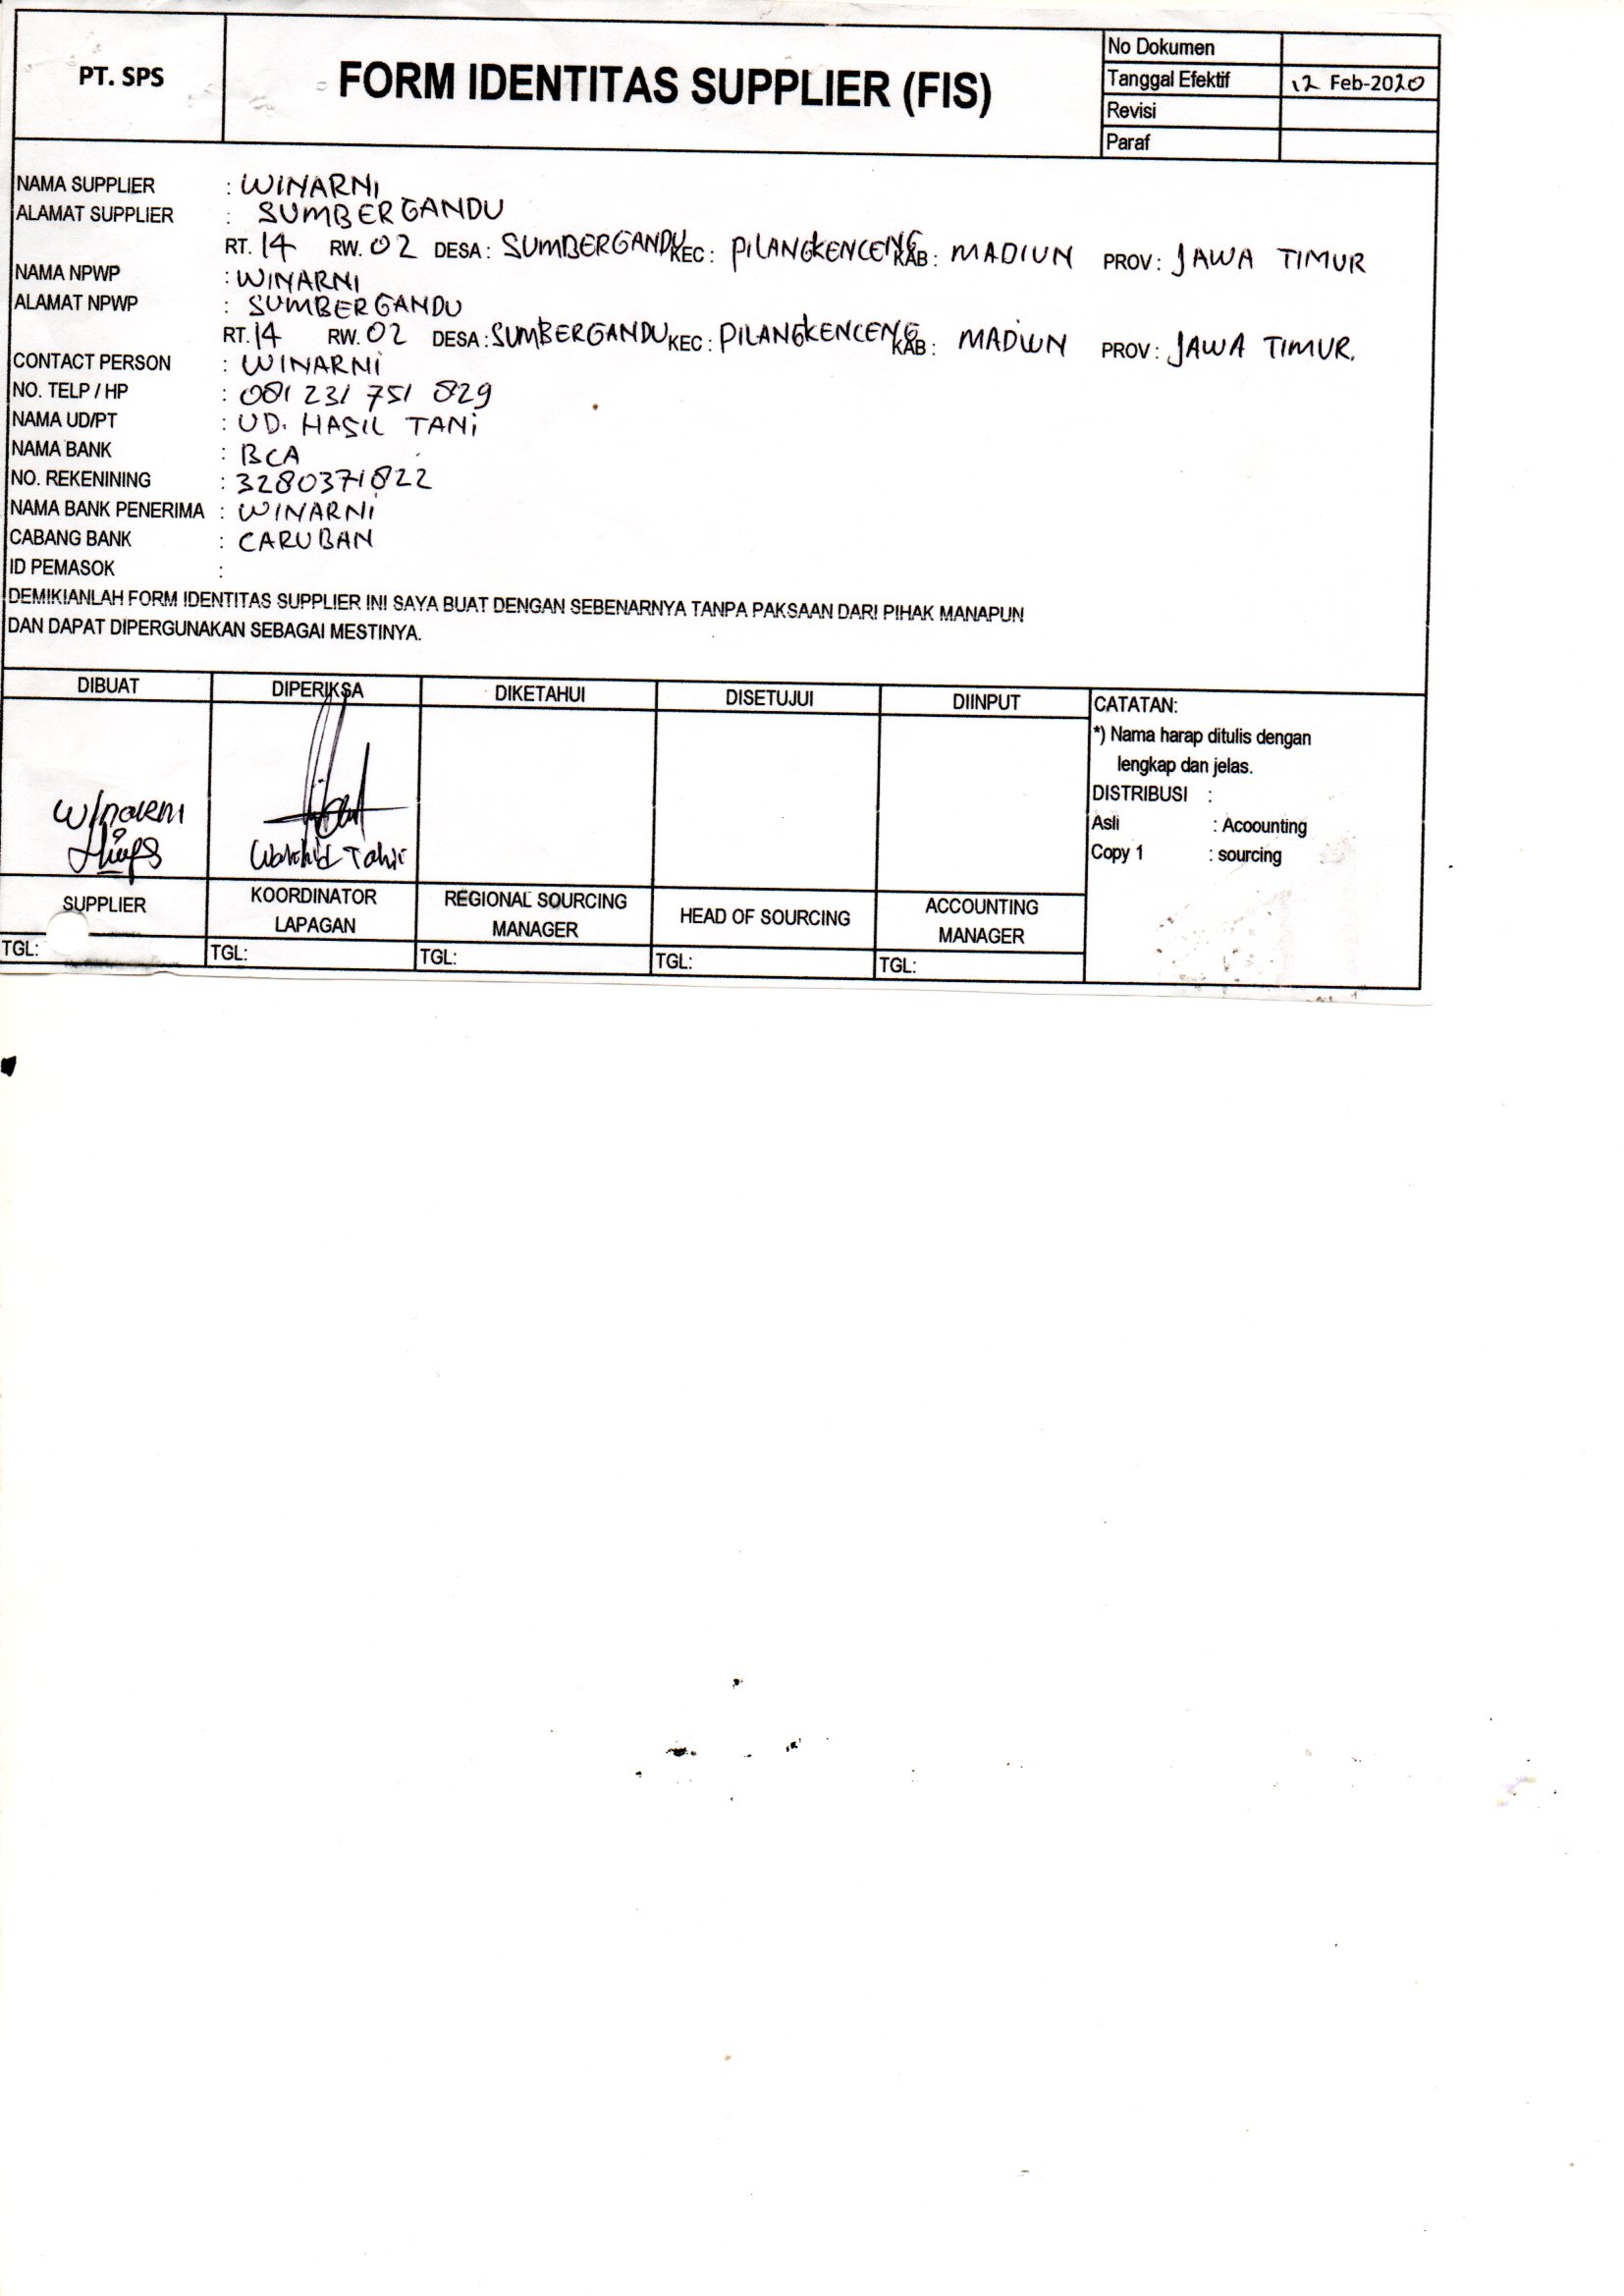 PT. SPS
FORM IDENTITAS SUPPLIER (FIS)
No Dokumen
Tanggal Efektif 12 Feb-2020
Revisi
Paraf
NAMA SUPPLIER : WINARNI
ALAMAT SUPPLIER : SUMBERGANDU
RT. 14 RW. 02 DESA : SUMBERGANDU KEC : PILANGKENCENG KAB : MADIUN PROV : JAWA TIMUR
NAMA NPWP : WINARNI
ALAMAT NPWP : SUMBERGANDU
RT. 14 RW. 02 DESA : SUMBERGANDU KEC : PILANGKENCENG KAB : MADIUN PROV : JAWA TIMUR.
CONTACT PERSON : WINARNI
NO. TELP / HP : 081 231 751 829
NAMA UD/PT : UD. HASIL TANI
NAMA BANK : BCA
NO. REKENINING : 3280371822
NAMA BANK PENERIMA : WINARNI
CABANG BANK : CARUBAN
ID PEMASOK :
DEMIKIANLAH FORM IDENTITAS SUPPLIER INI SAYA BUAT DENGAN SEBENARNYA TANPA PAKSAAN DARI PIHAK MANAPUN
DAN DAPAT DIPERGUNAKAN SEBAGAI MESTINYA.
DIBUAT DIPERIKSA DIKETAHUI DISETUJUI DIINPUT
CATATAN:
*) Nama harap ditulis dengan
lengkap dan jelas.
DISTRIBUSI :
Asli : Acoounting
Copy 1 : sourcing
Winarni
SUPPLIER
KOORDINATOR
LAPAGAN
REGIONAL SOURCING
MANAGER
HEAD OF SOURCING
ACCOUNTING
MANAGER
TGL: TGL: TGL: TGL: TGL: